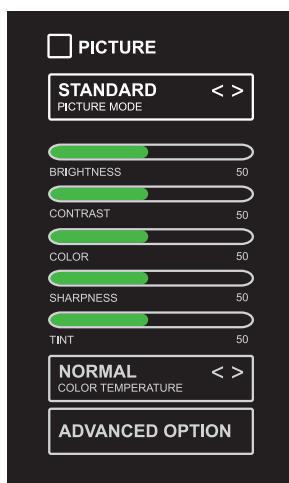 PICTURE
STANDARD < >
PICTURE MODE
BRIGHTNESS 50
CONTRAST 50
COLOR 50
SHARPNESS 50
TINT 50
NORMAL < >
COLOR TEMPERATURE
ADVANCED OPTION